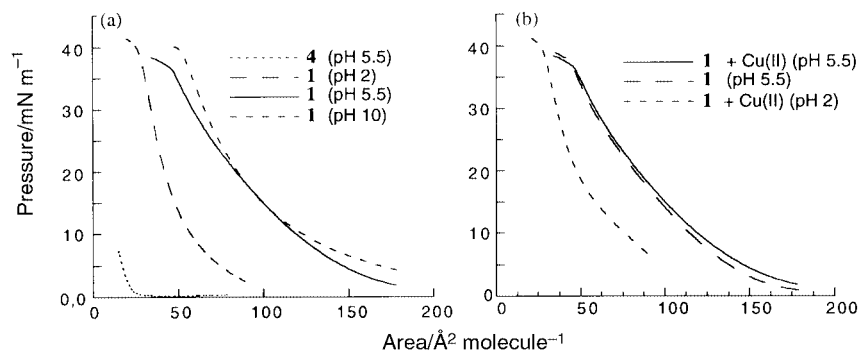 (a)
4 (pH 5.5)
1 (pH 2)
1 (pH 5.5)
1 (pH 10)
Pressure/mN m⁻¹
40
30
20
10
0,0
50
100
150
200
(b)
1 + Cu(II) (pH 5.5)
1 (pH 5.5)
1 + Cu(II) (pH 2)
40
30
20
10
0
0
50
100
150
200
Area/Å² molecule⁻¹